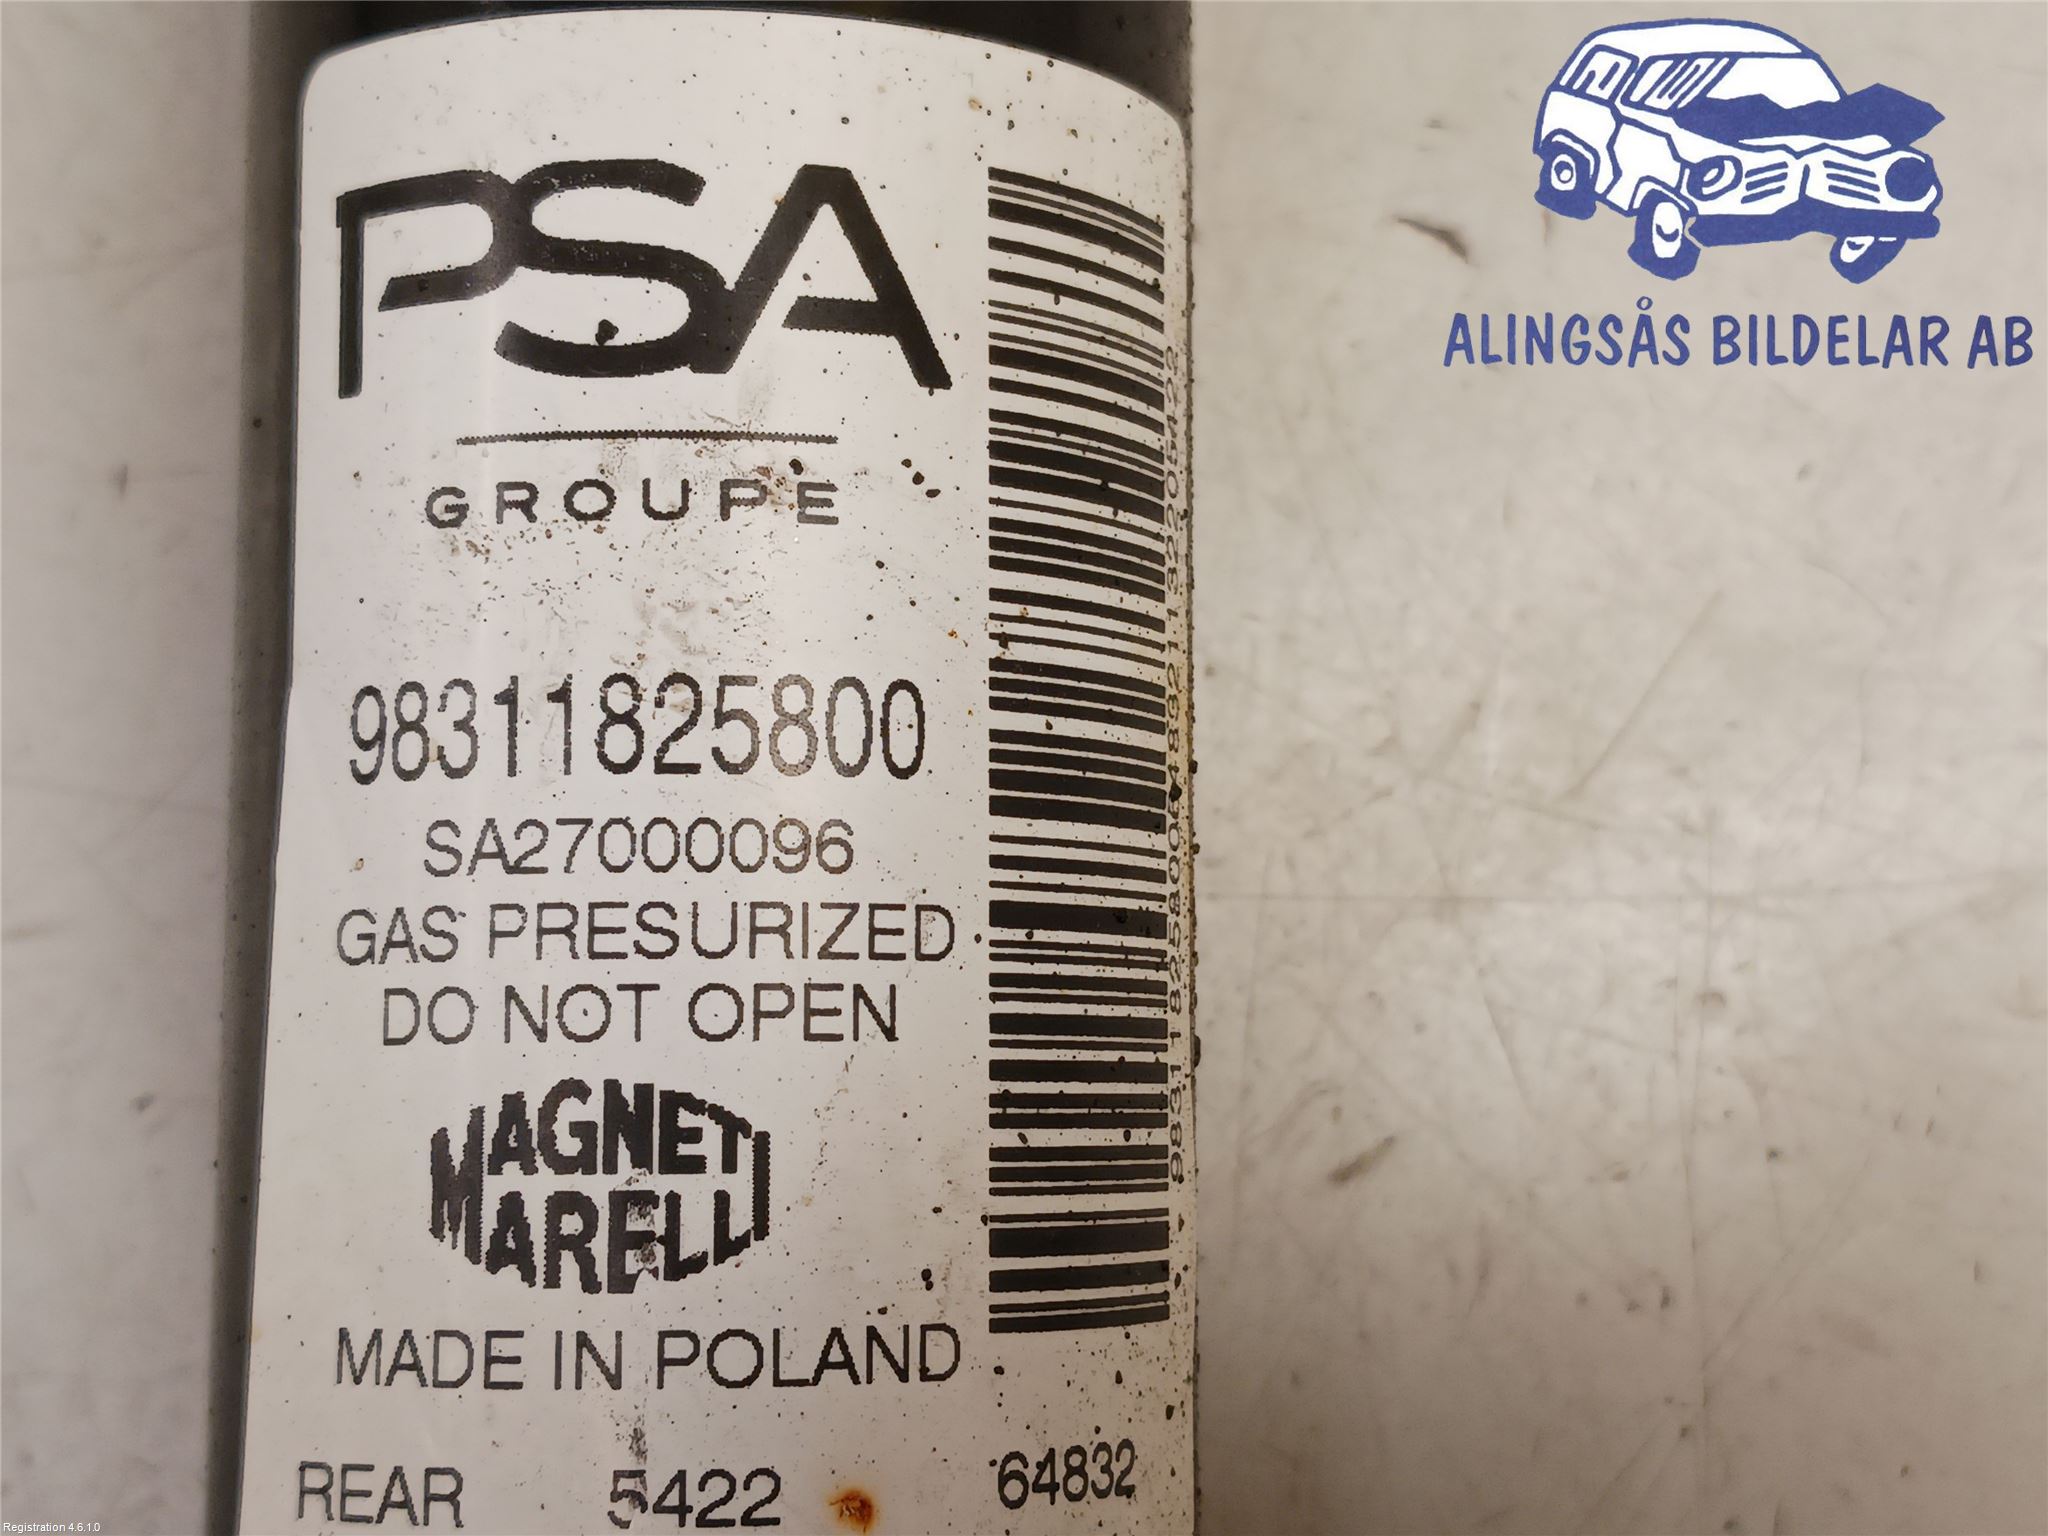 PSA
GROUPE
98311825800
SA27000096
GAS PRESURIZED
DO NOT OPEN
MAGNETI
MARELLI
MADE IN POLAND
REAR 5422 64832
ALINGSÅS BILDELAR AB
Registration 4.6.1.0